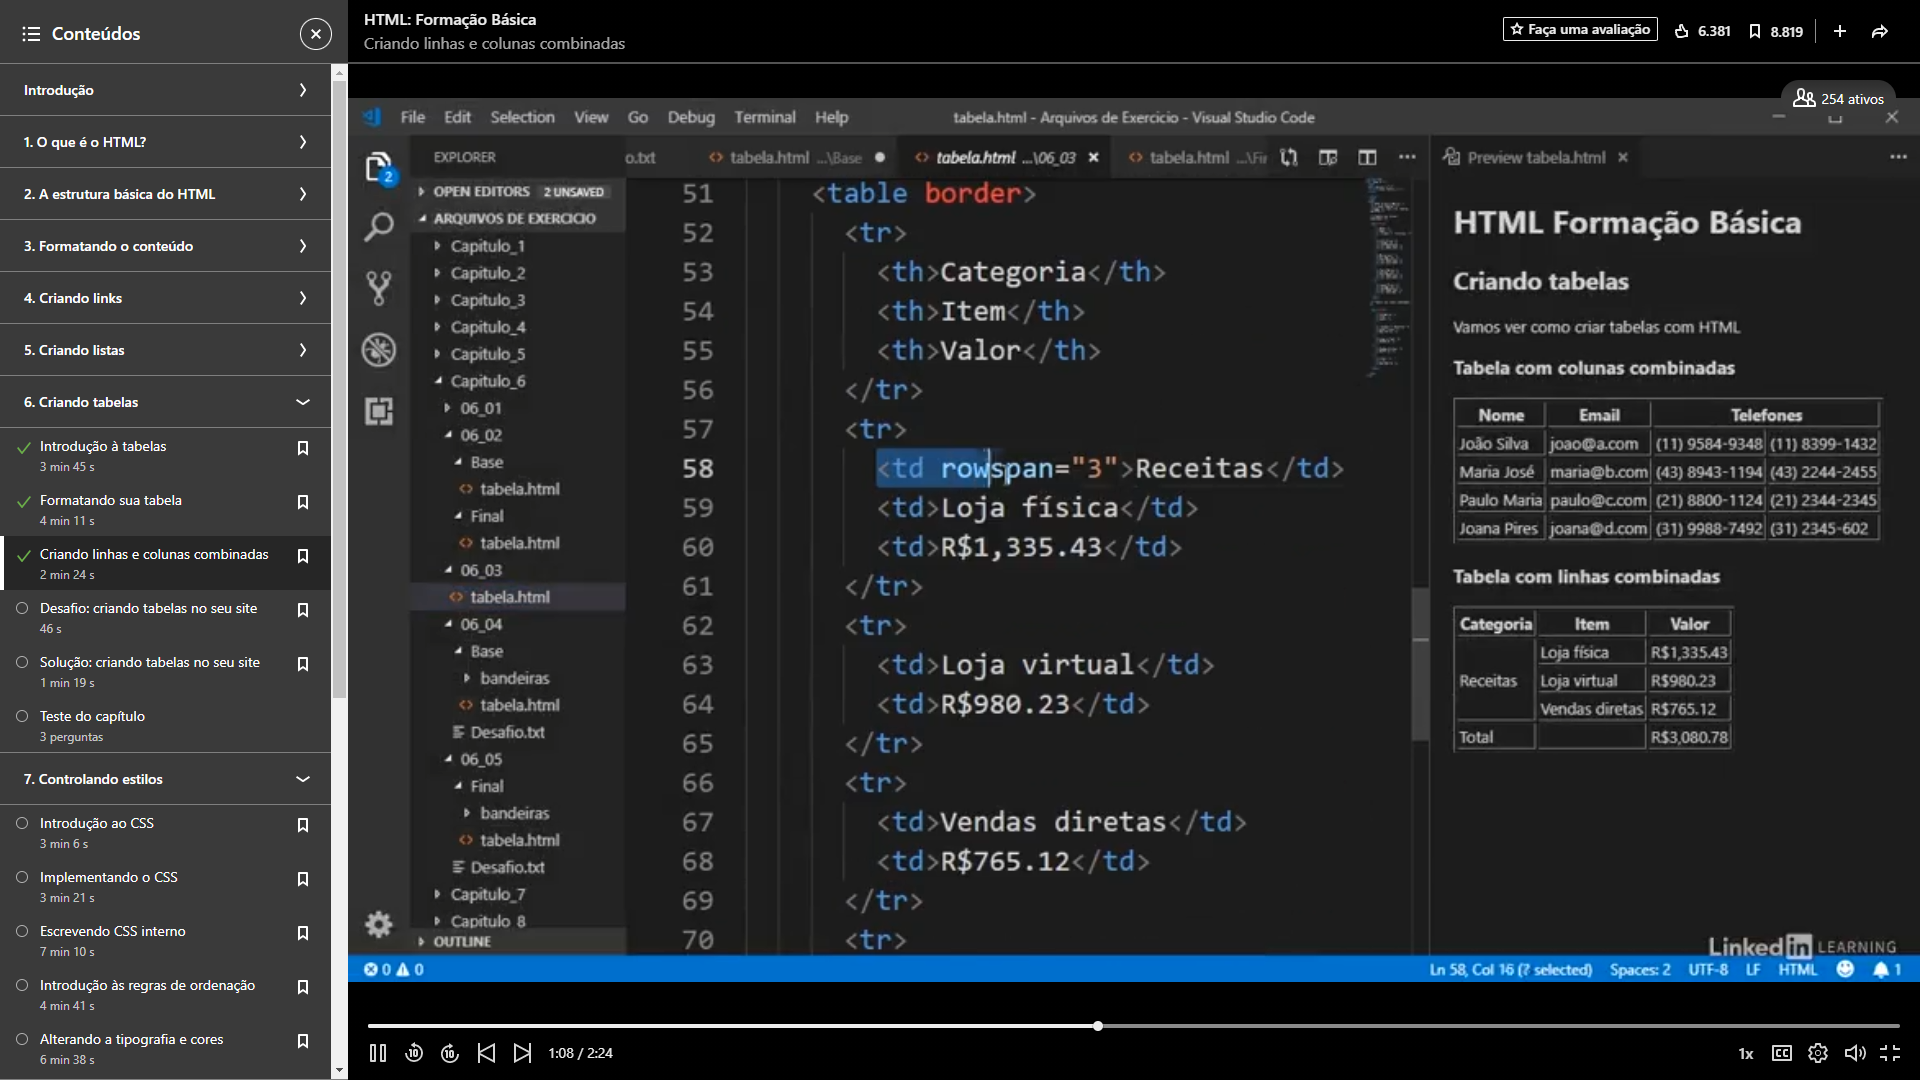 Conteúdos
HTML: Formação Básica
Criando linhas e colunas combinadas
Faça uma avaliação
6.381
8.819
Introdução
1. O que é o HTML?
2. A estrutura básica do HTML
3. Formatando o conteúdo
4. Criando links
5. Criando listas
6. Criando tabelas
Introdução à tabelas
3 min 45 s
Formatando sua tabela
4 min 11 s
Criando linhas e colunas combinadas
2 min 24 s
Desafio: criando tabelas no seu site
46 s
Solução: criando tabelas no seu site
1 min 19 s
Teste do capítulo
3 perguntas
7. Controlando estilos
Introdução ao CSS
3 min 6 s
Implementando o CSS
3 min 21 s
Escrevendo CSS interno
7 min 10 s
Introdução às regras de ordenação
4 min 41 s
Alterando a tipografia e cores
6 min 38 s
254 ativos
File Edit Selection View Go Debug Terminal Help
tabela.html - Arquivos de Exercicio - Visual Studio Code
2
EXPLORER
OPEN EDITORS 2 UNSAVED
ARQUIVOS DE EXERCICIO
Capitulo_1
Capitulo_2
Capitulo_3
Capitulo_4
Capitulo_5
Capitulo_6
06_01
06_02
Base
tabela.html
Final
tabela.html
06_03
tabela.html
06_04
Base
bandeiras
tabela.html
Desafio.txt
06_05
Final
bandeiras
tabela.html
Desafio.txt
Capitulo_7
Capitulo 8
OUTLINE
o.txt
tabela.html ...\Base
tabela.html ...\06_03
tabela.html ...\Fir
51 <table border>
52 <tr>
53 <th>Categoria</th>
54 <th>Item</th>
55 <th>Valor</th>
56 </tr>
57 <tr>
58 <td rowspan="3">Receitas</td>
59 <td>Loja física</td>
60 <td>R$1,335.43</td>
61 </tr>
62 <tr>
63 <td>Loja virtual</td>
64 <td>R$980.23</td>
65 </tr>
66 <tr>
67 <td>Vendas diretas</td>
68 <td>R$765.12</td>
69 </tr>
70 <tr>
Preview tabela.html
HTML Formação Básica
Criando tabelas
Vamos ver como criar tabelas com HTML
Tabela com colunas combinadas
Nome Email Telefones
João Silva joao@a.com (11) 9584-9348 (11) 8399-1432
Maria José maria@b.com (43) 8943-1194 (43) 2244-2455
Paulo Maria paulo@c.com (21) 8800-1124 (21) 2344-2345
Joana Pires joana@d.com (31) 9988-7492 (31) 2345-602
Tabela com linhas combinadas
Categoria Item Valor
Loja física R$1,335.43
Receitas Loja virtual R$980.23
Vendas diretas R$765.12
Total R$3,080.78
Linked in LEARNING
0 0
Ln 58, Col 16 (7 selected) Spaces: 2 UTF-8 LF HTML 1
10 10 1:08 / 2:24
1x CC